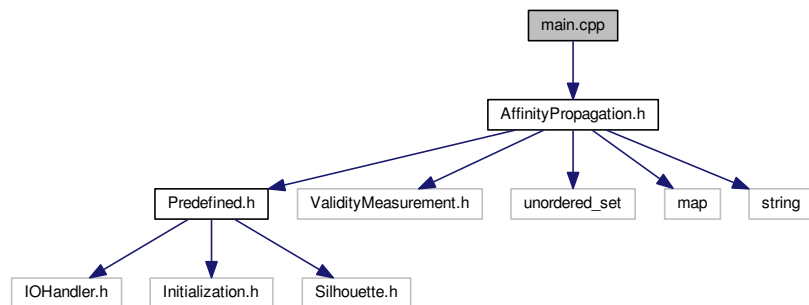 main.cpp
AffinityPropagation.h
Predefined.h
ValidityMeasurement.h
unordered_set
map
string
IOHandler.h
Initialization.h
Silhouette.h